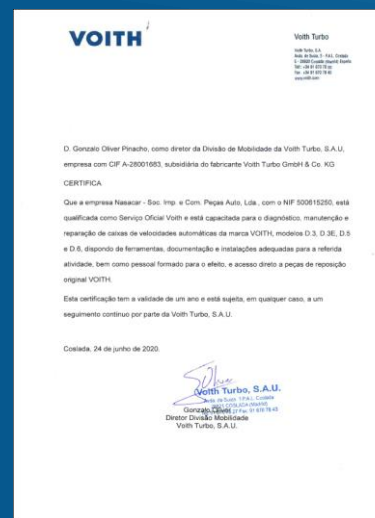 VOITH
Voith Turbo
Voith Turbo, S.A.
D. Gonzalo Oliver Pinacho, como diretor da Divisão de Mobilidade da Voith Turbo, S.A.U,
empresa com CIF A-28001683, subsidiária do fabricante Voith Turbo GmbH & Co. KG
CERTIFICA
Que a empresa Nasacar - Soc. Imp. e Com. Peças Auto, Lda., com o NIF 500615250, está
qualificada como Serviço Oficial Voith e está capacitada para o diagnóstico, manutenção e
reparação de caixas de velocidades automáticas da marca VOITH, modelos D.3, D.3E, D.5
e D.6, dispondo de ferramentas, documentação e instalações adequadas para a referida
atividade, bem como pessoal formado para o efeito, e acesso direto a peças de reposição
original VOITH.
Esta certificação tem a validade de um ano e está sujeita, em qualquer caso, a um
seguimento contínuo por parte da Voith Turbo, S.A.U.
Coslada, 24 de junho de 2020.
Voith Turbo, S.A.U.
Gonzalo Oliver
Diretor Divisão Mobilidade
Voith Turbo, S.A.U.